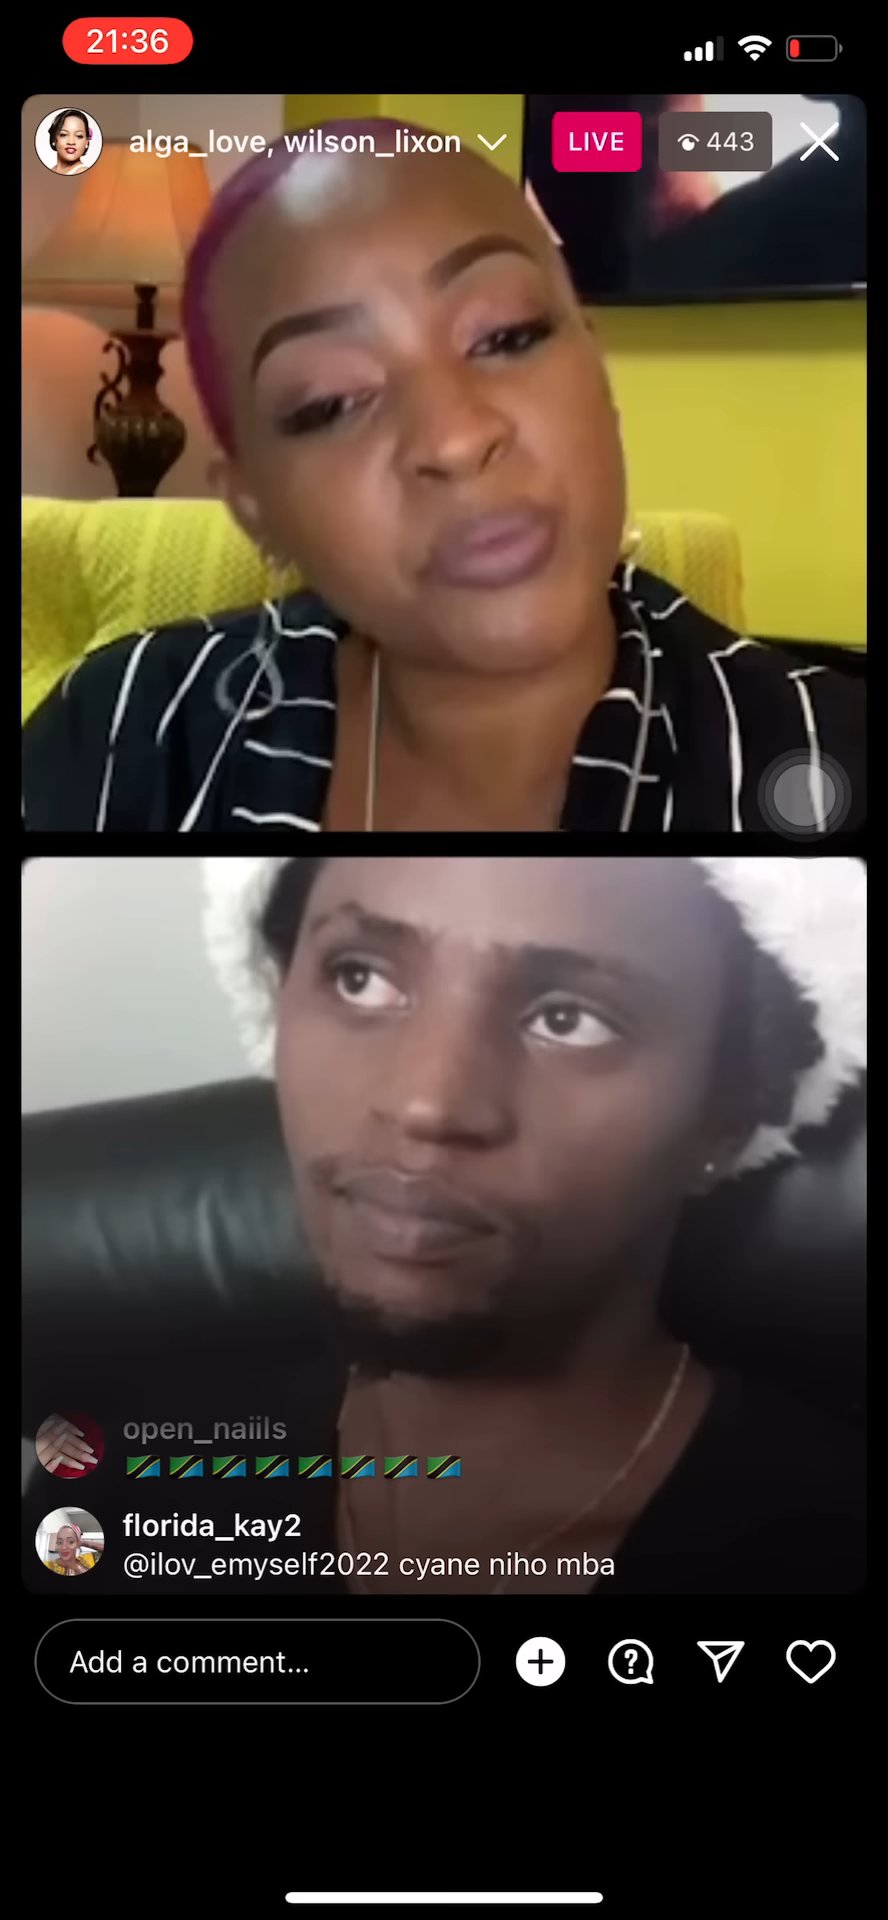 21:36
alga_love, wilson_lixon
LIVE
443
open_naiils
🇹🇿🇹🇿🇹🇿🇹🇿🇹🇿🇹🇿🇹🇿🇹🇿
florida_kay2
@ilov_emyself2022 cyane niho mba
Add a comment...